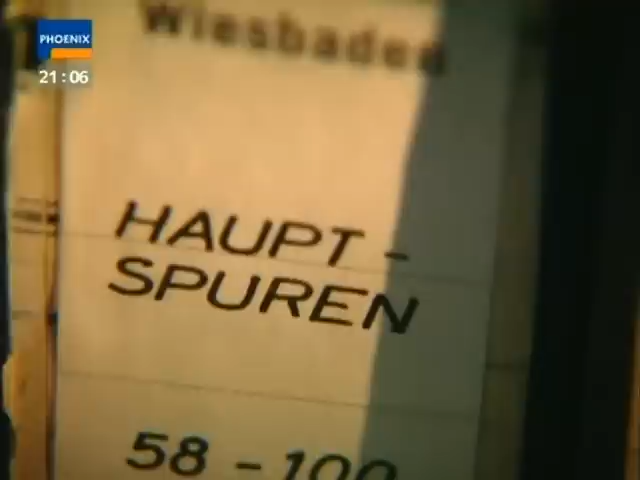 PHOENIX
21:06
Wiesbaden
HAUPT -
SPUREN
58 - 100